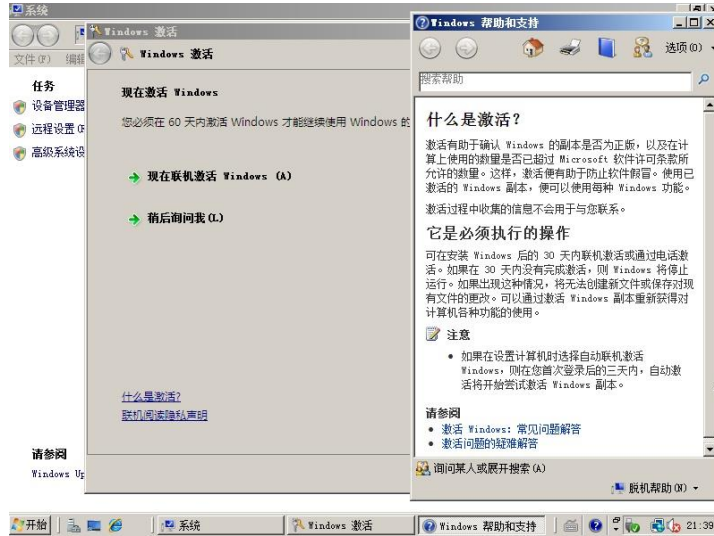 系统
文件(F)
任务
设备管理器
高级系统设
请参阅
Windows Up
Windows 激活
Windows 激活
现在激活 Windows
您必须在 60 天内激活 Windows 才能继续使用 Windows 的
现在联机激活 Windows (A)
稍后询问我(L)
什么是激活?
联机阅读隐私声明
Windows 帮助和支持
选项(O)
搜索帮助
什么是激活?
激活有助于确认 Windows 的副本是否为正版,以及在计
算上使用的数量是否已超过 Microsoft 软件许可条款所
允许的数量。这样,激活便有助于防止软件假冒。使用已
激活的 Windows 副本,便可以使用每种 Windows 功能。
激活过程中收集的信息不会用于与您联系。
它是必须执行的操作
可在安装 Windows 后的 30 天内联机激活或通过电话激
活。如果在 30 天内没有完成激活,则 Windows 将停止
运行。如果出现这种情况,将无法创建新文件或保存对现
有文件的更改。可以通过激活 Windows 副本重新获得对
计算机各种功能的使用。
注意
• 如果在设置计算机时选择自动联机激活
Windows,则在您首次登录后的三天内,自动激
活将开始尝试激活 Windows 副本。
请参阅
• 激活 Windows: 常见问题解答
• 激活问题的疑难解答
询问某人或展开搜索(A)
脱机帮助(N)
开始
系统
Windows 激活
Windows 帮助和支持
21:39